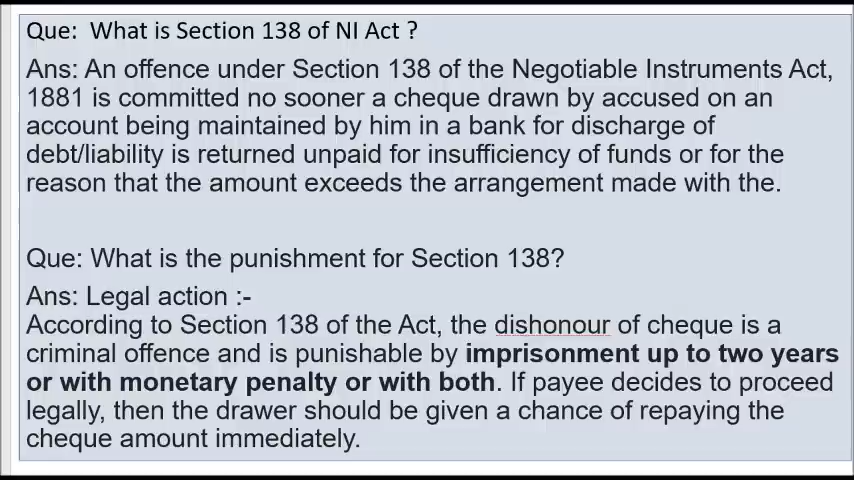 Que:  What is Section 138 of NI Act ?
Ans: An offence under Section 138 of the Negotiable Instruments Act,
1881 is committed no sooner a cheque drawn by accused on an
account being maintained by him in a bank for discharge of
debt/liability is returned unpaid for insufficiency of funds or for the
reason that the amount exceeds the arrangement made with the.
Que: What is the punishment for Section 138?
Ans: Legal action :-
According to Section 138 of the Act, the dishonour of cheque is a
criminal offence and is punishable by imprisonment up to two years
or with monetary penalty or with both. If payee decides to proceed
legally, then the drawer should be given a chance of repaying the
cheque amount immediately.